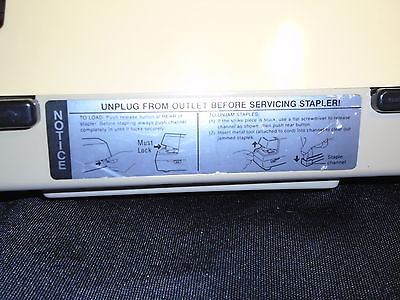 NOTICE
UNPLUG FROM OUTLET BEFORE SERVICING STAPLER!
TO LOAD: Push release button at REAR of
stapler. Before stapling always push channel
completely in until it locks securely.
Must
Lock
TO UNJAM STAPLES:
(1) If the strike piece is stuck, use a flat screwdriver to release
channel as shown. Then push rear button.
(2) Insert metal tool (attached to cord) into channel to clear out
jammed staples.
Staple
channel